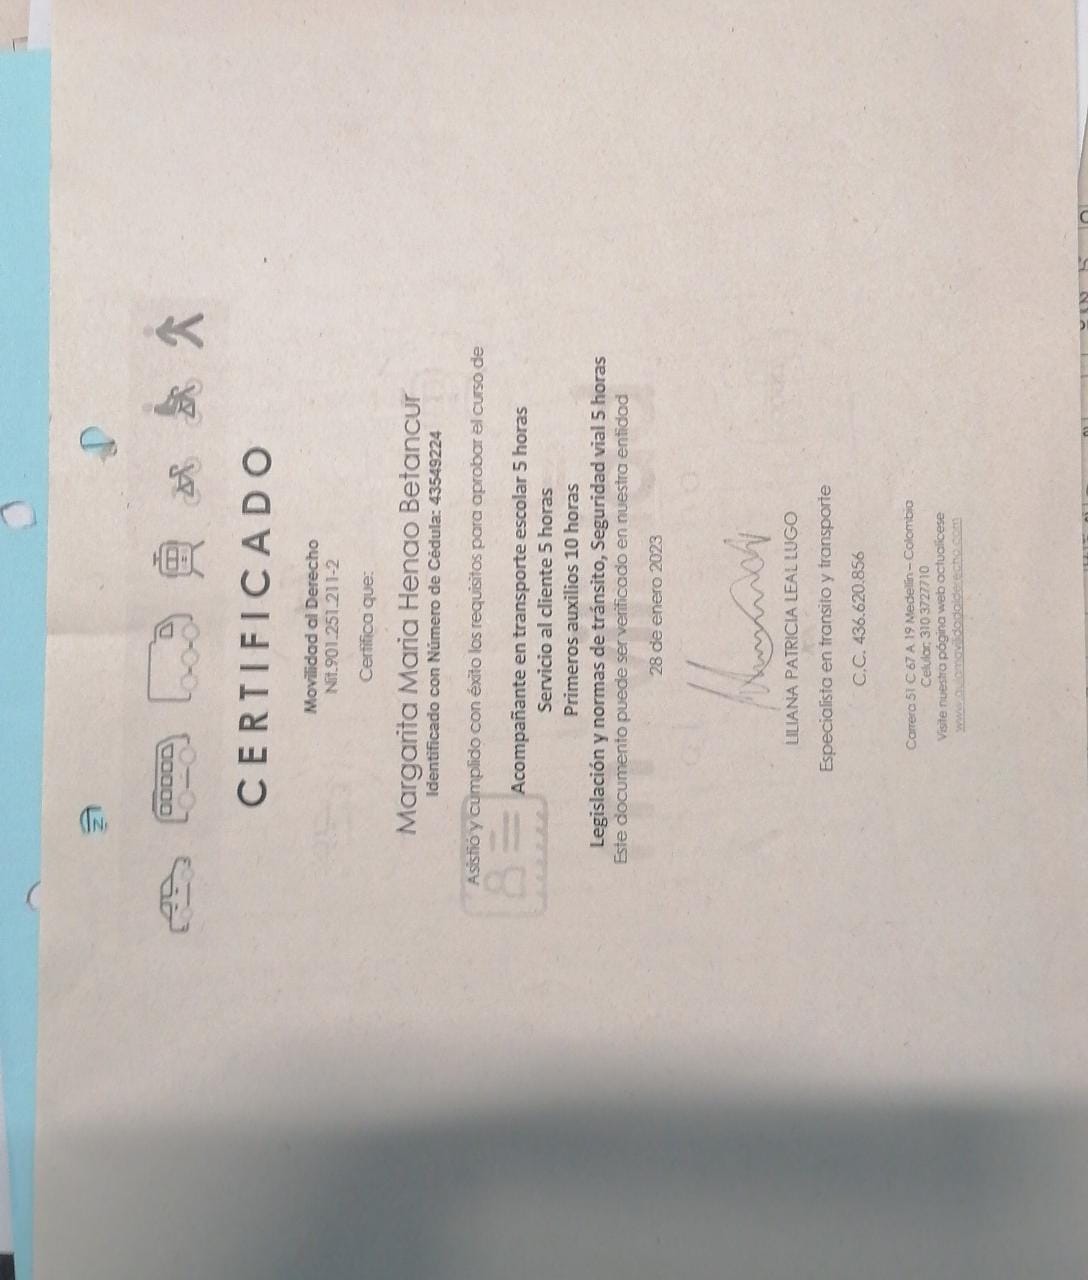 CERTIFICADO
Movilidad al Derecho
Nit.901.251.211-2
Certifica que:
Margarita Maria Henao Betancur
Identificado con Número de Cédula: 43549224
Asistió y cumplido con éxito los requisitos para aprobar el curso de
Acompañante en transporte escolar 5 horas
Servicio al cliente 5 horas
Primeros auxilios 10 horas
Legislación y normas de tránsito, Seguridad vial 5 horas
Este documento puede ser verificado en nuestra entidad
28 de enero 2023
LILIANA PATRICIA LEAL LUGO
Especialista en transito y transporte
C.C. 436.620.856
Carrera 51 C 67 A 19 Medellín – Colombia
Celular: 310 3727710
Visite nuestra página web actualícese
www.aulamovilidadalderecho.com